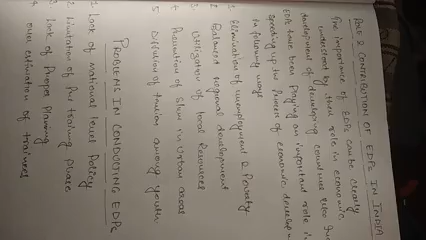 ROLE & CONTRIBUTION OF EDPs IN INDIA
The importance of EDPs can be clearly
understood by their role in economic
development of developing countries like
EDPs have been playing an important role in
speeding up the process of economic developm
in following ways
1. Elimination of unemployment & Poverty
2 Balanced regional development
3. Utilization of local Resources
4 Prevention of Slum in urban areas
5 Diffusion of tension among youth
PROBLEMS IN CONDUCTING EDPs
1 Lack of national level Policy
2 Limitation of Pre training phase
3 Lack of Proper Planning
4 over estimation of trainees